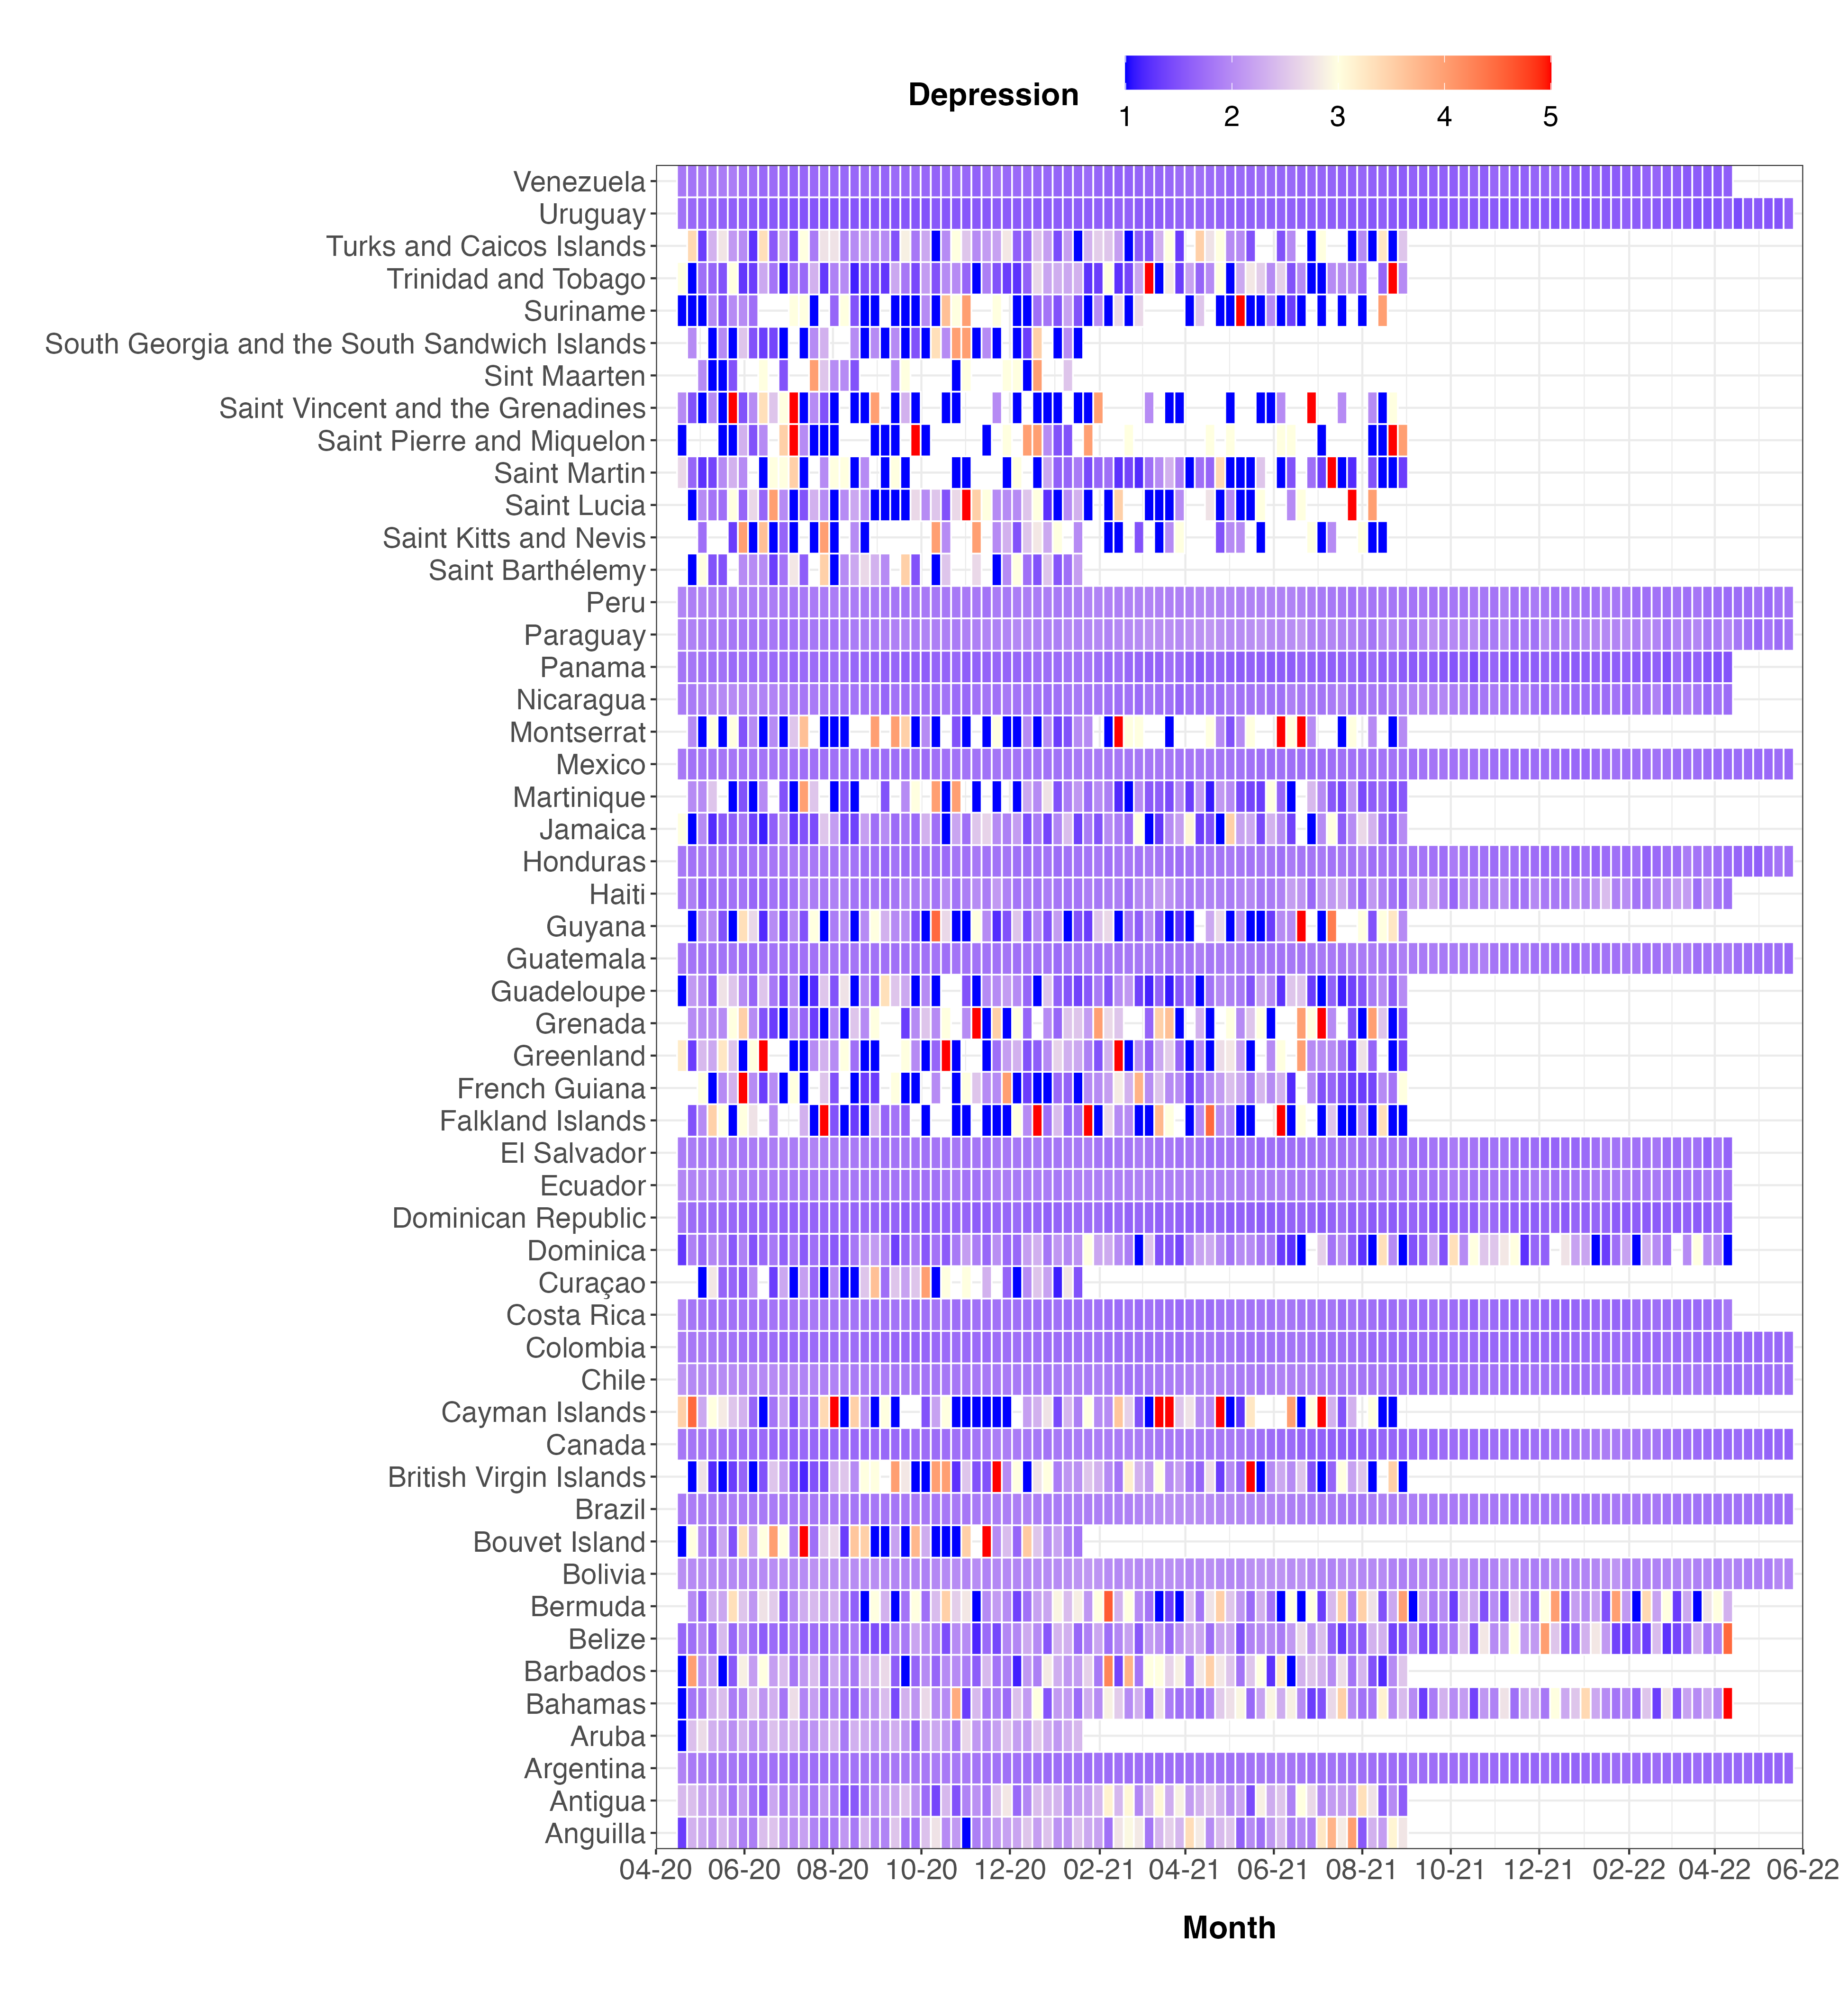 Depression
1 2 3 4 5
Venezuela
Uruguay
Turks and Caicos Islands
Trinidad and Tobago
Suriname
South Georgia and the South Sandwich Islands
Sint Maarten
Saint Vincent and the Grenadines
Saint Pierre and Miquelon
Saint Martin
Saint Lucia
Saint Kitts and Nevis
Saint Barthélemy
Peru
Paraguay
Panama
Nicaragua
Montserrat
Mexico
Martinique
Jamaica
Honduras
Haiti
Guyana
Guatemala
Guadeloupe
Grenada
Greenland
French Guiana
Falkland Islands
El Salvador
Ecuador
Dominican Republic
Dominica
Curaçao
Costa Rica
Colombia
Chile
Cayman Islands
Canada
British Virgin Islands
Brazil
Bouvet Island
Bolivia
Bermuda
Belize
Barbados
Bahamas
Aruba
Argentina
Antigua
Anguilla
04-20 06-20 08-20 10-20 12-20 02-21 04-21 06-21 08-21 10-21 12-21 02-22 04-22 06-22
Month